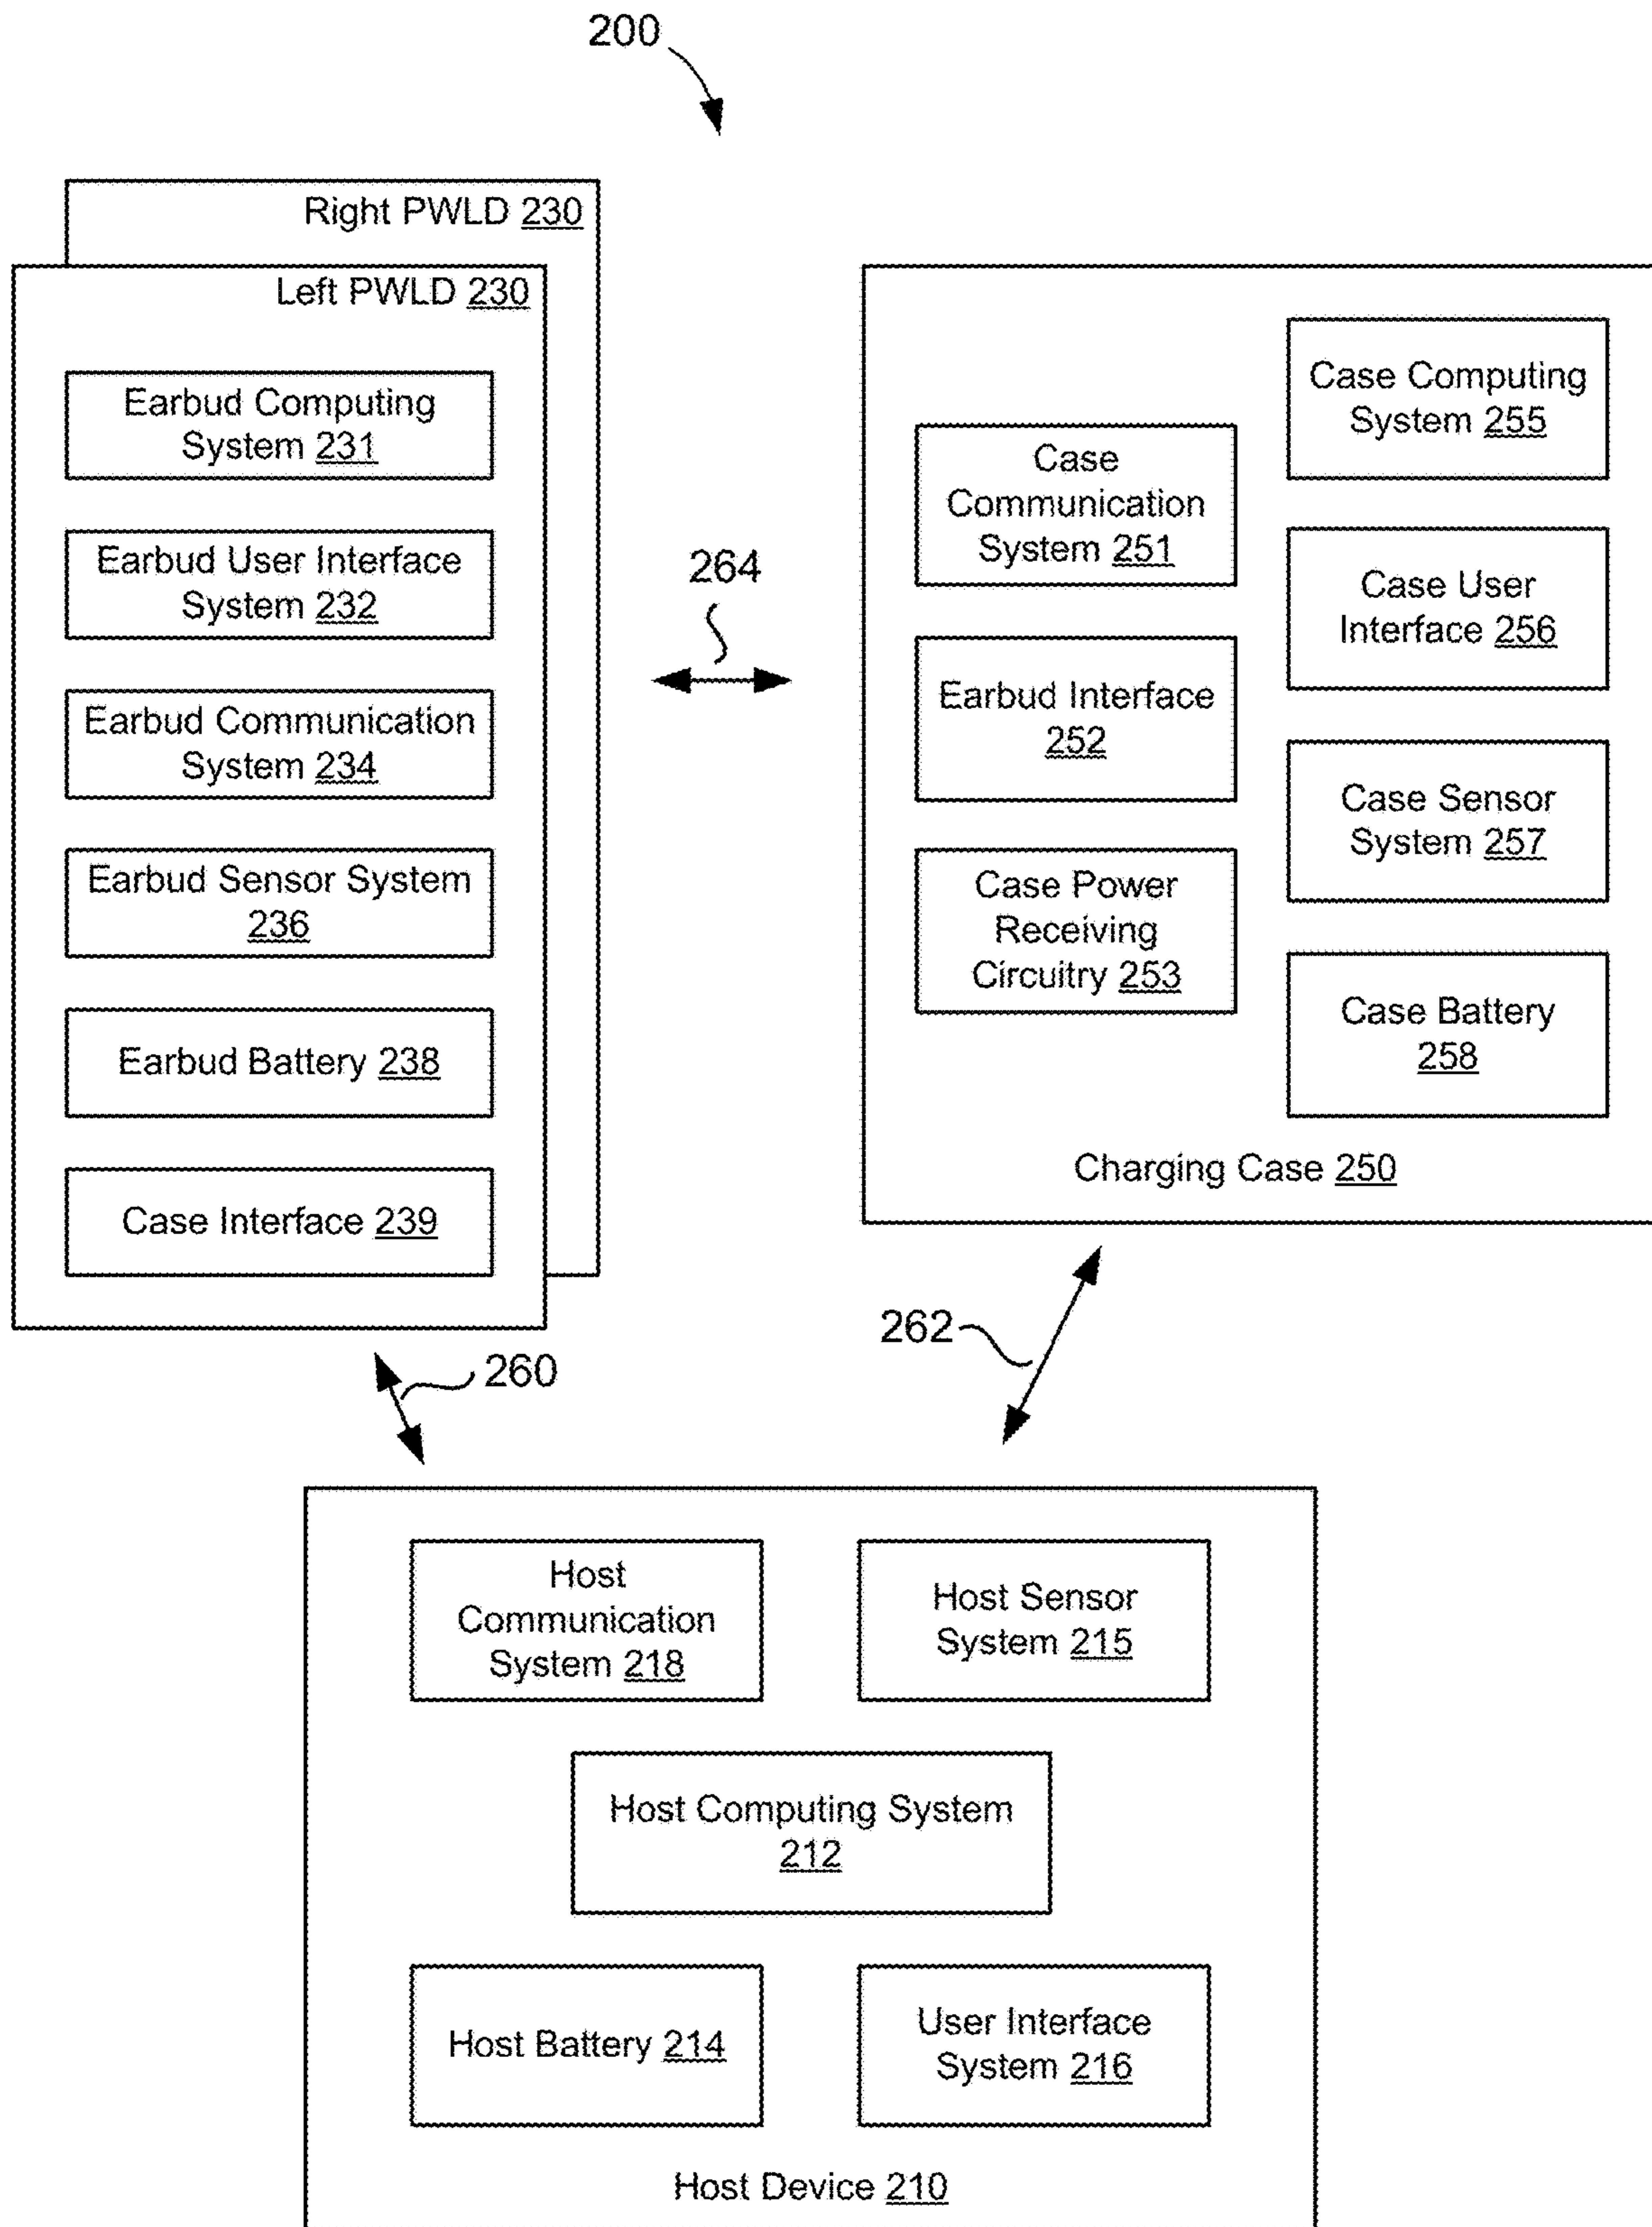 200
Right PWLD 230
Left PWLD 230
Earbud Computing
System 231
Earbud User Interface
System 232
Earbud Communication
System 234
Earbud Sensor System
236
Earbud Battery 238
Case Interface 239
264
Case
Communication
System 251
Earbud Interface
252
Case Power
Receiving
Circuitry 253
Case Computing
System 255
Case User
Interface 256
Case Sensor
System 257
Case Battery
258
Charging Case 250
260
262
Host
Communication
System 218
Host Sensor
System 215
Host Computing System
212
Host Battery 214
User Interface
System 216
Host Device 210